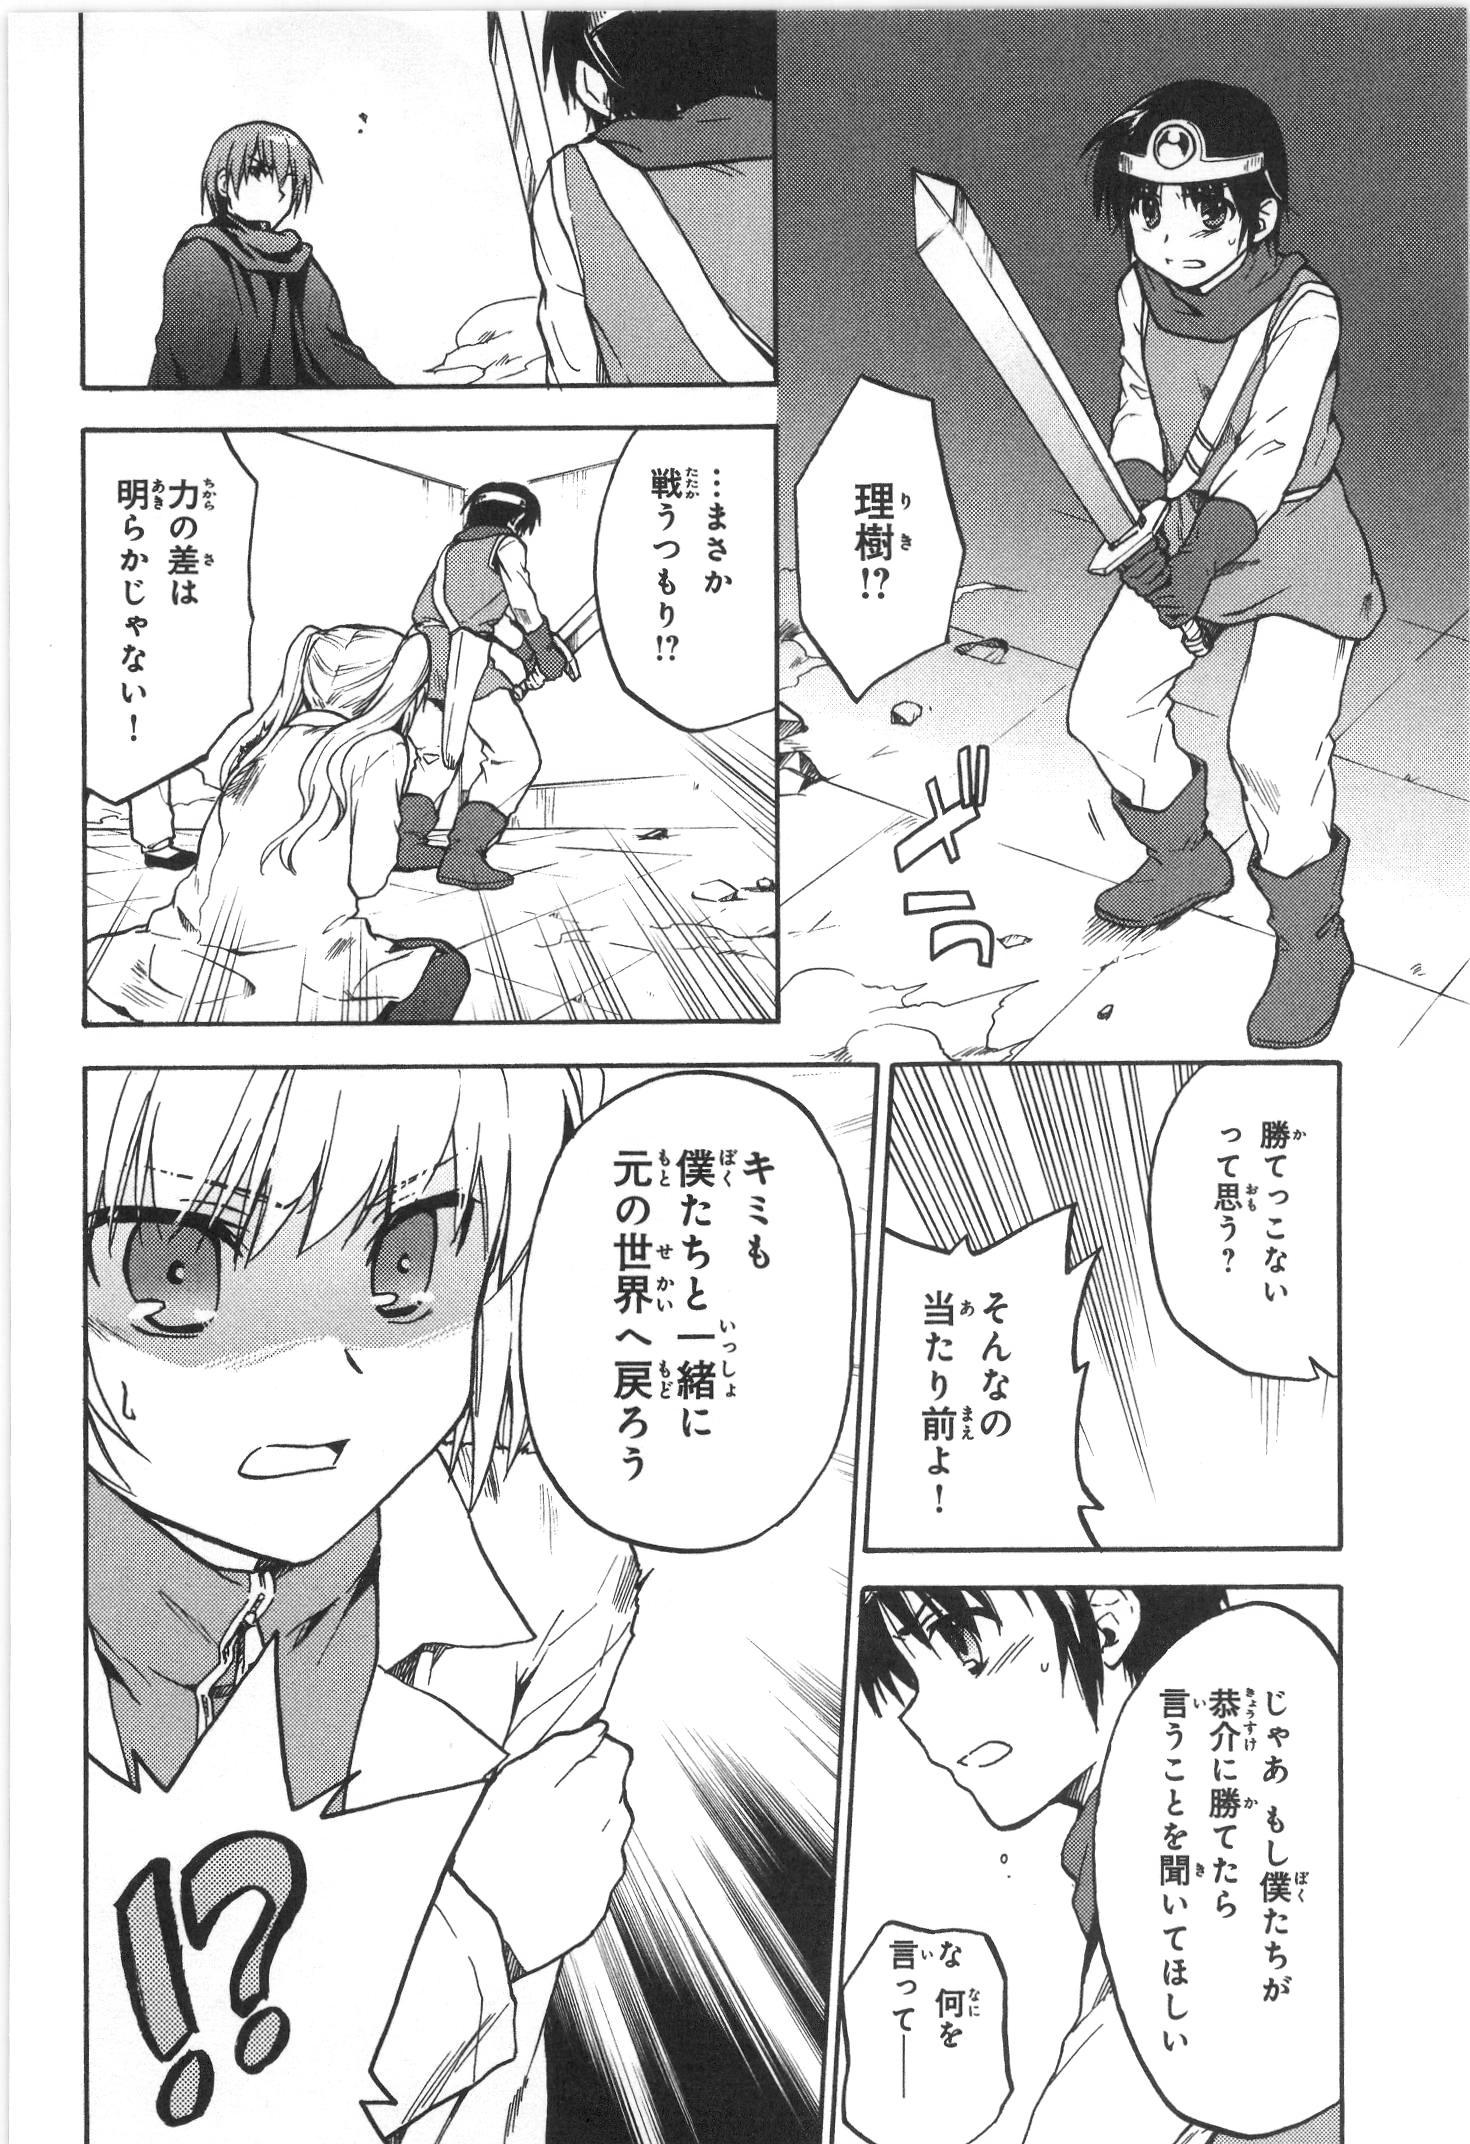 理樹!?
ザッ
…まさか
戦うつもり!?
力の差は
明らかじゃない!
勝てっこない
って思う?
そんなの
当たり前よ!
じゃあ もし僕たちが
恭介に勝てたら
言うことを聞いてほしい
な 何を
言って――
キミも
僕たちと一緒に
元の世界へ戻ろう
!?